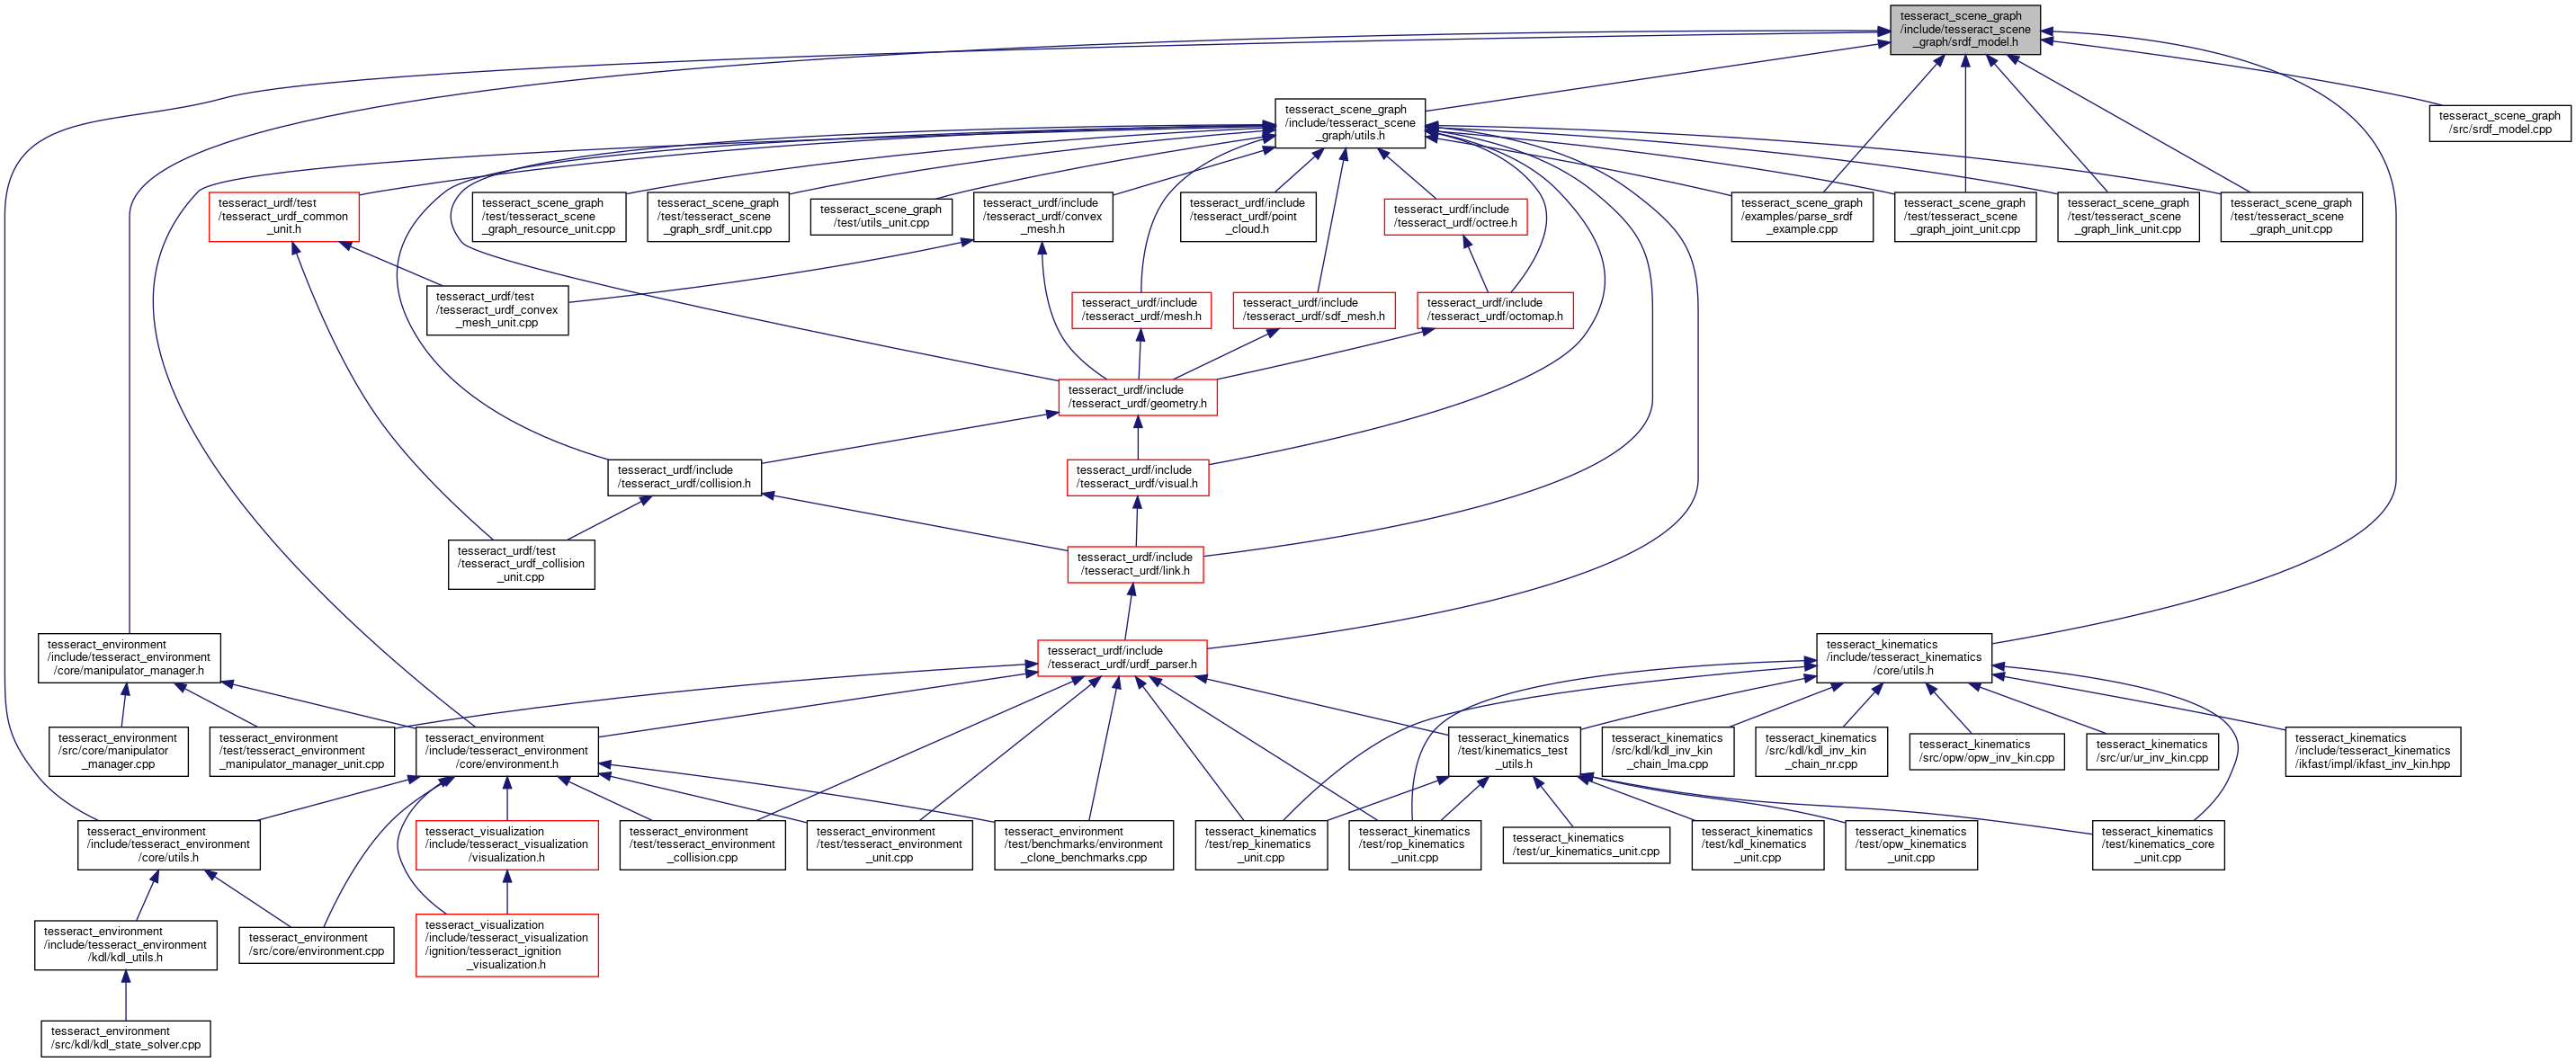 tesseract_scene_graph
/include/tesseract_scene
_graph/srdf_model.h
tesseract_scene_graph
/include/tesseract_scene
_graph/utils.h
tesseract_scene_graph
/src/srdf_model.cpp
tesseract_urdf/test
/tesseract_urdf_common
_unit.h
tesseract_scene_graph
/test/tesseract_scene
_graph_resource_unit.cpp
tesseract_scene_graph
/test/tesseract_scene
_graph_srdf_unit.cpp
tesseract_scene_graph
/test/utils_unit.cpp
tesseract_urdf/include
/tesseract_urdf/convex
_mesh.h
tesseract_urdf/include
/tesseract_urdf/point
_cloud.h
tesseract_urdf/include
/tesseract_urdf/octree.h
tesseract_scene_graph
/examples/parse_srdf
_example.cpp
tesseract_scene_graph
/test/tesseract_scene
_graph_joint_unit.cpp
tesseract_scene_graph
/test/tesseract_scene
_graph_link_unit.cpp
tesseract_scene_graph
/test/tesseract_scene
_graph_unit.cpp
tesseract_urdf/test
/tesseract_urdf_convex
_mesh_unit.cpp
tesseract_urdf/include
/tesseract_urdf/mesh.h
tesseract_urdf/include
/tesseract_urdf/sdf_mesh.h
tesseract_urdf/include
/tesseract_urdf/octomap.h
tesseract_urdf/include
/tesseract_urdf/geometry.h
tesseract_urdf/include
/tesseract_urdf/collision.h
tesseract_urdf/include
/tesseract_urdf/visual.h
tesseract_urdf/test
/tesseract_urdf_collision
_unit.cpp
tesseract_urdf/include
/tesseract_urdf/link.h
tesseract_environment
/include/tesseract_environment
/core/manipulator_manager.h
tesseract_urdf/include
/tesseract_urdf/urdf_parser.h
tesseract_kinematics
/include/tesseract_kinematics
/core/utils.h
tesseract_environment
/src/core/manipulator
_manager.cpp
tesseract_environment
/test/tesseract_environment
_manipulator_manager_unit.cpp
tesseract_environment
/include/tesseract_environment
/core/environment.h
tesseract_kinematics
/test/kinematics_test
_utils.h
tesseract_kinematics
/src/kdl/kdl_inv_kin
_chain_lma.cpp
tesseract_kinematics
/src/kdl/kdl_inv_kin
_chain_nr.cpp
tesseract_kinematics
/src/opw/opw_inv_kin.cpp
tesseract_kinematics
/src/ur/ur_inv_kin.cpp
tesseract_kinematics
/include/tesseract_kinematics
/ikfast/impl/ikfast_inv_kin.hpp
tesseract_environment
/include/tesseract_environment
/core/utils.h
tesseract_visualization
/include/tesseract_visualization
/visualization.h
tesseract_environment
/test/tesseract_environment
_collision.cpp
tesseract_environment
/test/tesseract_environment
_unit.cpp
tesseract_environment
/test/benchmarks/environment
_clone_benchmarks.cpp
tesseract_kinematics
/test/rep_kinematics
_unit.cpp
tesseract_kinematics
/test/rop_kinematics
_unit.cpp
tesseract_kinematics
/test/ur_kinematics_unit.cpp
tesseract_kinematics
/test/kdl_kinematics
_unit.cpp
tesseract_kinematics
/test/opw_kinematics
_unit.cpp
tesseract_kinematics
/test/kinematics_core
_unit.cpp
tesseract_environment
/include/tesseract_environment
/kdl/kdl_utils.h
tesseract_environment
/src/core/environment.cpp
tesseract_visualization
/include/tesseract_visualization
/ignition/tesseract_ignition
_visualization.h
tesseract_environment
/src/kdl/kdl_state_solver.cpp